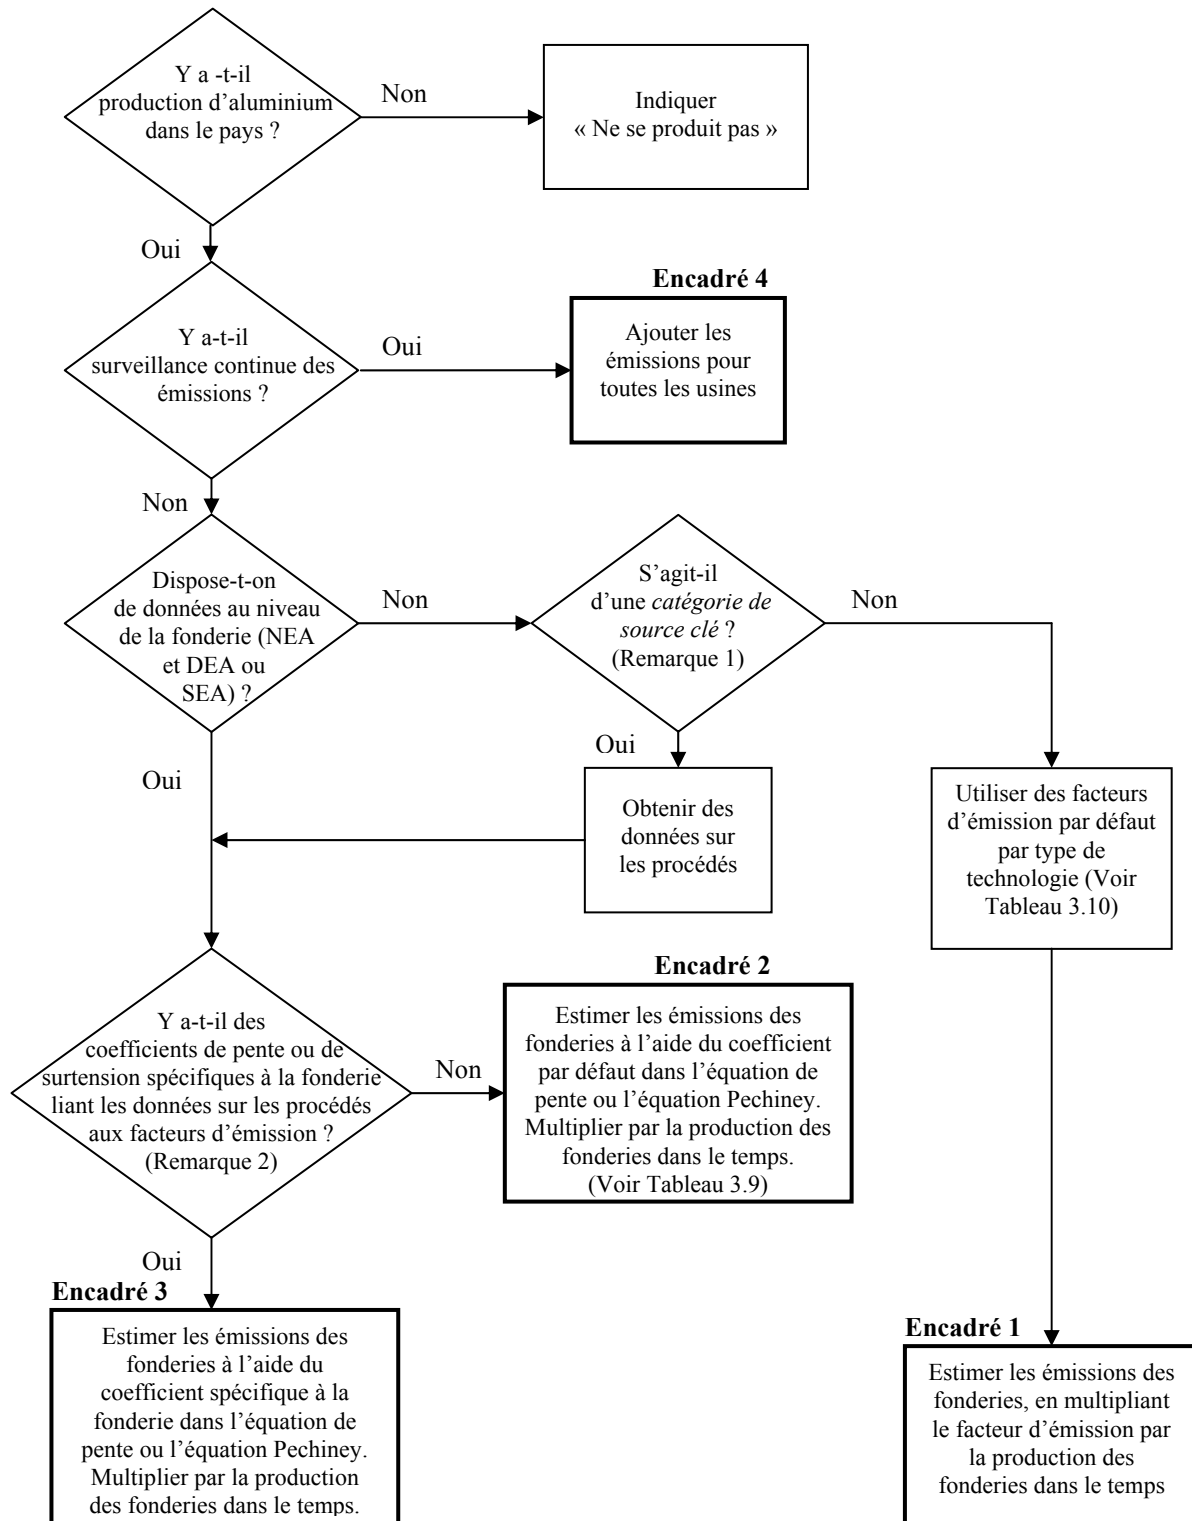 Y a -t-il
production d'aluminium
dans le pays ?
Non
Indiquer
« Ne se produit pas »
Oui
Encadré 4
Y a-t-il
surveillance continue des
émissions ?
Oui
Ajouter les
émissions pour
toutes les usines
Non
Dispose-t-on
de données au niveau
de la fonderie (NEA
et DEA ou
SEA) ?
Non
S'agit-il
d'une catégorie de
source clé ?
(Remarque 1)
Non
Oui
Oui
Obtenir des
données sur
les procédés
Utiliser des facteurs
d'émission par défaut
par type de
technologie (Voir
Tableau 3.10)
Y a-t-il des
coefficients de pente ou de
surtension spécifiques à la fonderie
liant les données sur les procédés
aux facteurs d'émission ?
(Remarque 2)
Non
Encadré 2
Estimer les émissions des
fonderies à l'aide du coefficient
par défaut dans l'équation de
pente ou l'équation Pechiney.
Multiplier par la production des
fonderies dans le temps.
(Voir Tableau 3.9)
Oui
Encadré 3
Estimer les émissions des
fonderies à l'aide du
coefficient spécifique à la
fonderie dans l'équation de
pente ou l'équation Pechiney.
Multiplier par la production
des fonderies dans le temps.
Encadré 1
Estimer les émissions des
fonderies, en multipliant
le facteur d'émission par
la production des
fonderies dans le temps